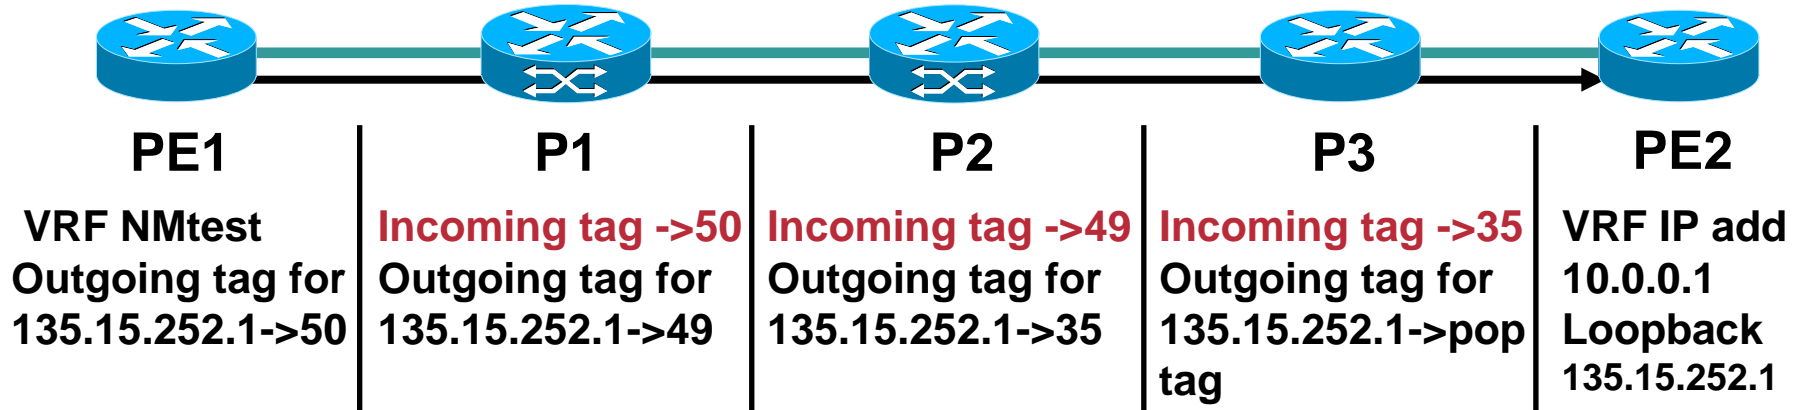 PE1
VRF NMtest
Outgoing tag for
135.15.252.1->50
P1
Incoming tag ->50
Outgoing tag for
135.15.252.1->49
P2
Incoming tag ->49
Outgoing tag for
135.15.252.1->35
P3
Incoming tag ->35
Outgoing tag for
135.15.252.1->pop
tag
PE2
VRF IP add
10.0.0.1
Loopback
135.15.252.1